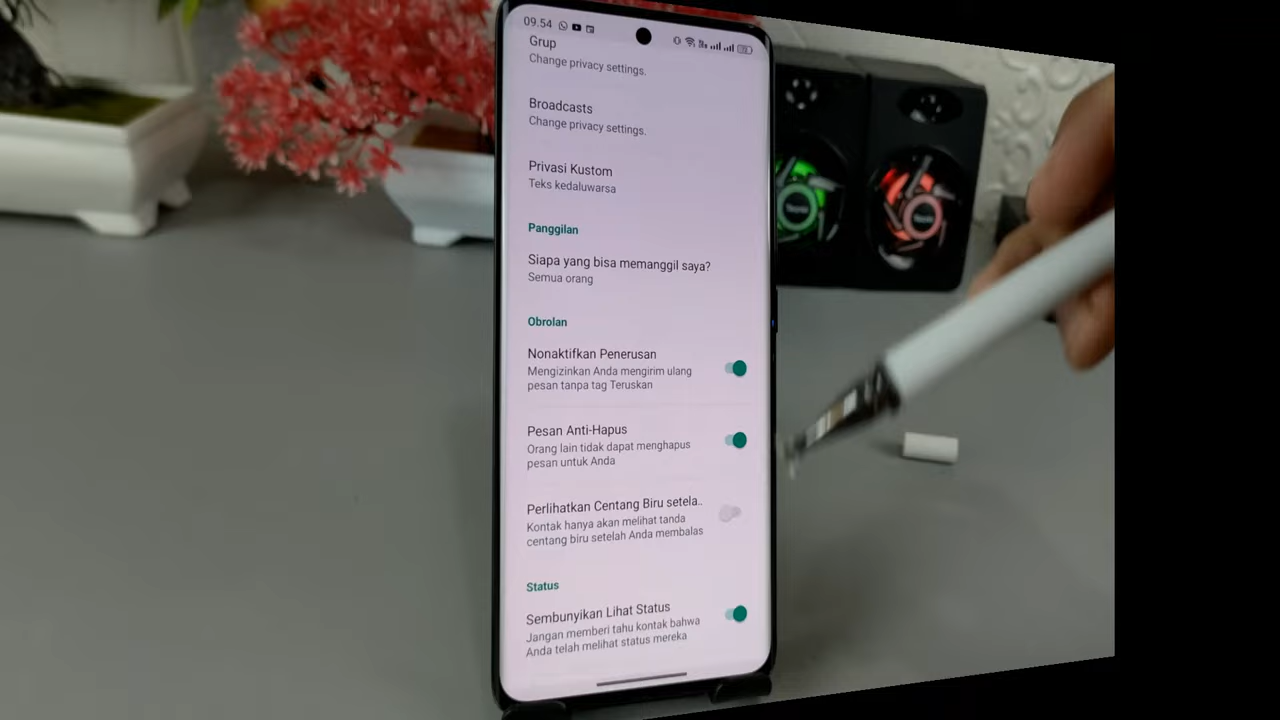 09.54
Grup
Change privacy settings.
Broadcasts
Change privacy settings.
Privasi Kustom
Teks kedaluwarsa
Panggilan
Siapa yang bisa memanggil saya?
Semua orang
Obrolan
Nonaktifkan Penerusan
Mengizinkan Anda mengirim ulang
pesan tanpa tag Teruskan
Pesan Anti-Hapus
Orang lain tidak dapat menghapus
pesan untuk Anda
Perlihatkan Centang Biru setela..
Kontak hanya akan melihat tanda
centang biru setelah Anda membalas
Status
Sembunyikan Lihat Status
Jangan memberi tahu kontak bahwa
Anda telah melihat status mereka